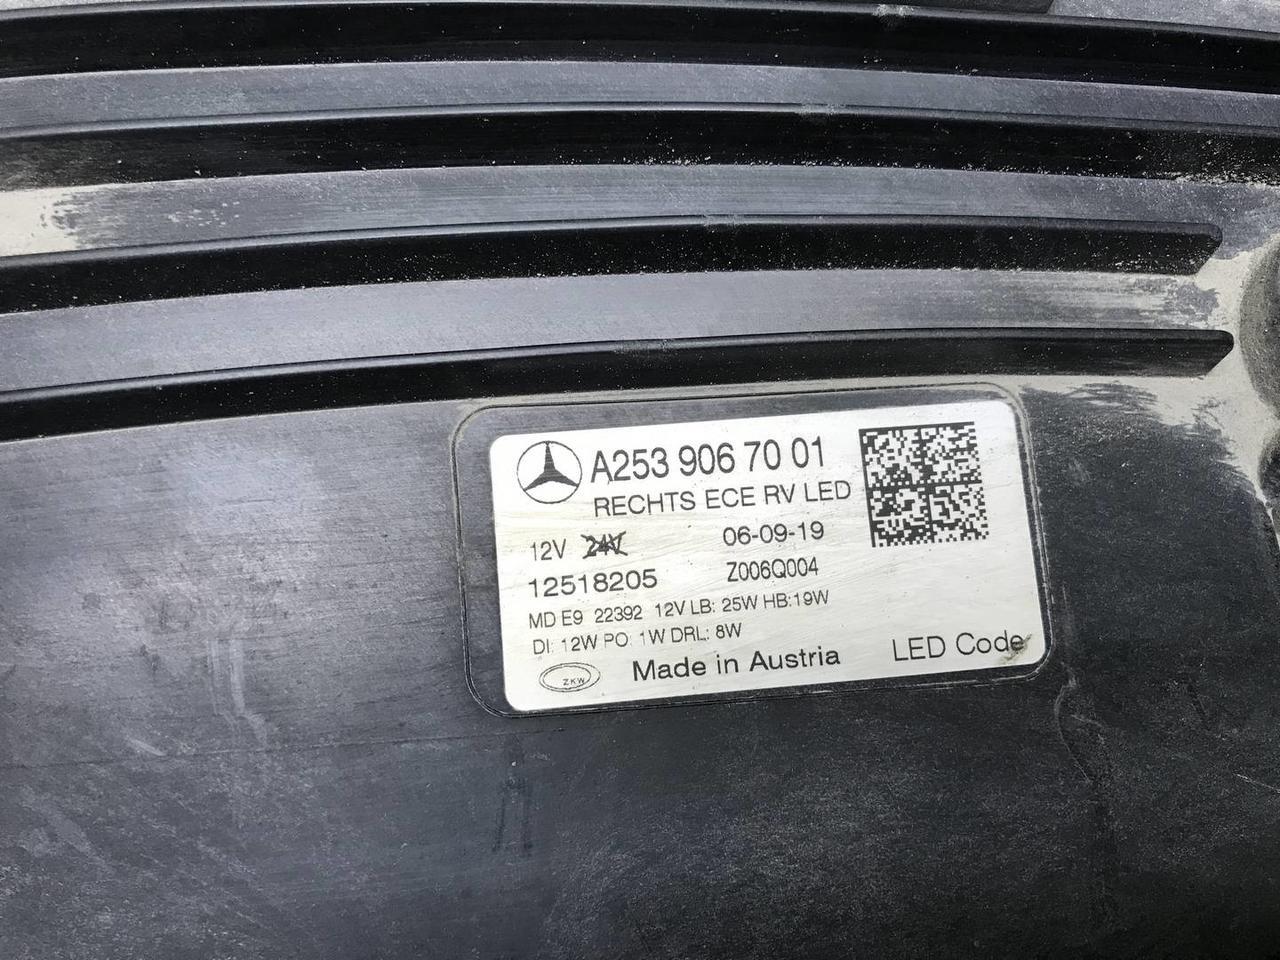 A253 906 70 01
RECHTS ECE RV LED
12V 24V 06-09-19
12518205 Z006Q004
MD E9 22392 12V LB: 25W HB:19W
DI: 12W PO: 1W DRL: 8W
ZKW Made in Austria LED Code